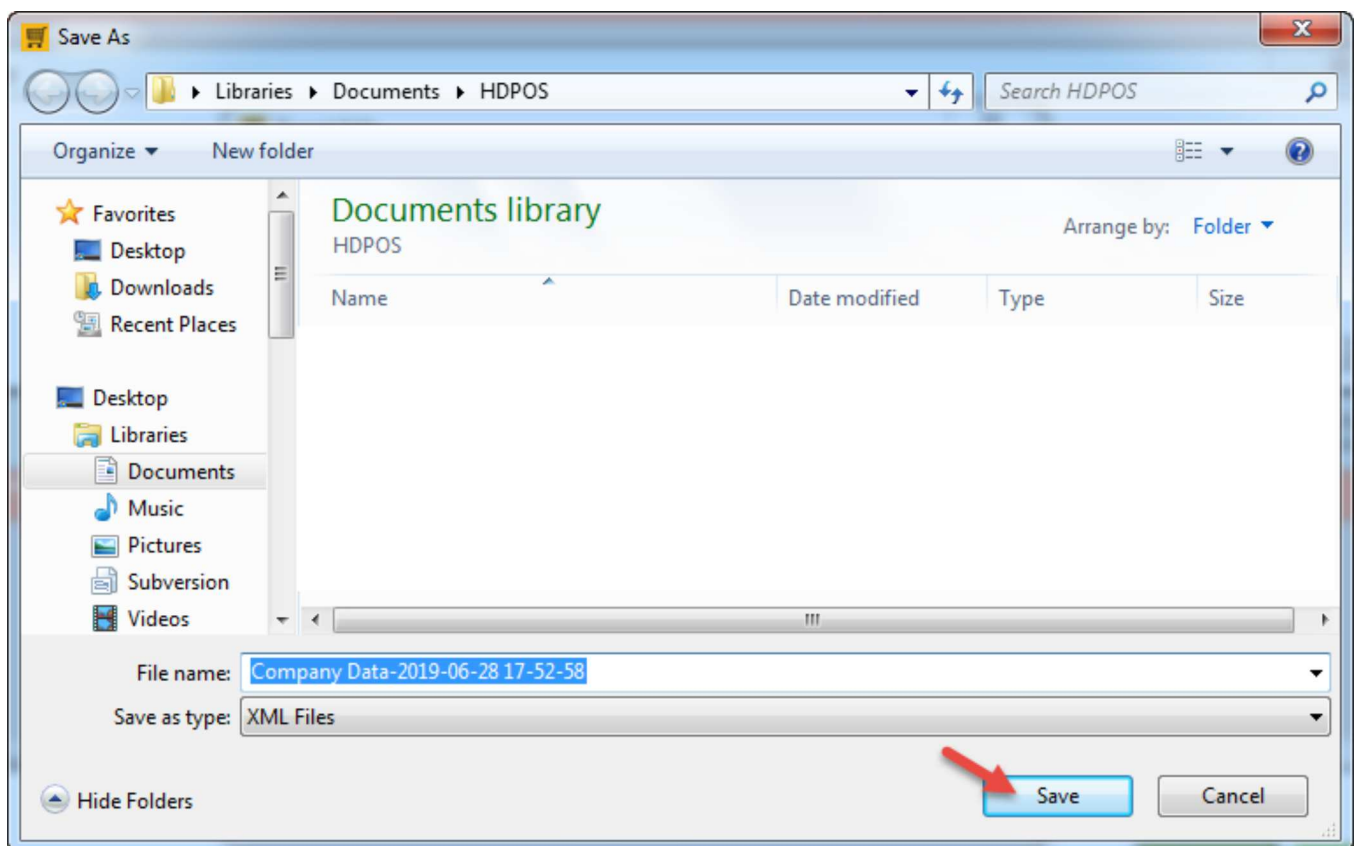 Save As
Libraries Documents HDPOS
Search HDPOS
Organize New folder
Favorites
Desktop
Downloads
Recent Places
Desktop
Libraries
Documents
Music
Pictures
Subversion
Videos
Documents library
HDPOS
Arrange by: Folder
Name Date modified Type Size
File name: Company Data-2019-06-28 17-52-58
Save as type: XML Files
Hide Folders
Save Cancel